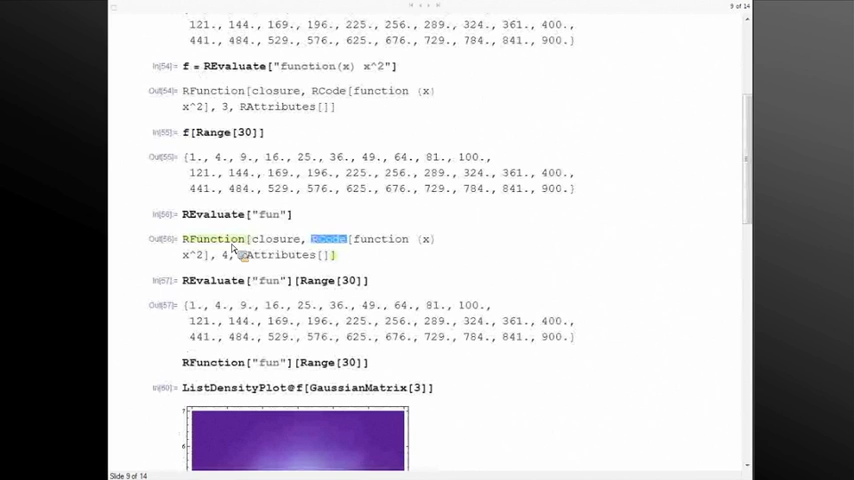 9 of 14
121., 144., 169., 196., 225., 256., 289., 324., 361., 400.,
441., 484., 529., 576., 625., 676., 729., 784., 841., 900.}
In[54]:= f = REvaluate["function(x) x^2"]
Out[54]= RFunction[closure, RCode[function (x)
x^2], 3, RAttributes[]]
In[55]:= f[Range[30]]
Out[55]= {1., 4., 9., 16., 25., 36., 49., 64., 81., 100.,
121., 144., 169., 196., 225., 256., 289., 324., 361., 400.,
441., 484., 529., 576., 625., 676., 729., 784., 841., 900.}
In[56]:= REvaluate["fun"]
Out[56]= RFunction[closure, RCode[function (x)
x^2], 4, RAttributes[]]
In[57]:= REvaluate["fun"][Range[30]]
Out[57]= {1., 4., 9., 16., 25., 36., 49., 64., 81., 100.,
121., 144., 169., 196., 225., 256., 289., 324., 361., 400.,
441., 484., 529., 576., 625., 676., 729., 784., 841., 900.}
RFunction["fun"][Range[30]]
In[60]:= ListDensityPlot@f[GaussianMatrix[3]]
7
6
Slide 9 of 14